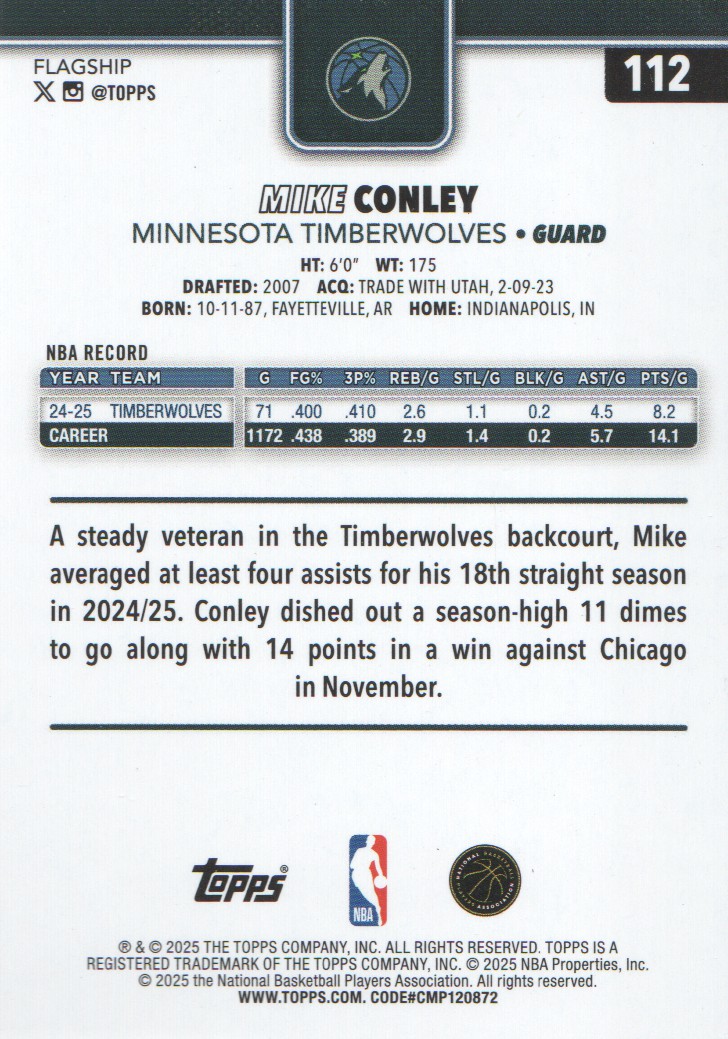 FLAGSHIP
112
X @TOPPS
MIKE CONLEY
MINNESOTA TIMBERWOLVES • GUARD
HT: 6'0" WT: 175
DRAFTED: 2007 ACQ: TRADE WITH UTAH, 2-09-23
BORN: 10-11-87, FAYETTEVILLE, AR HOME: INDIANAPOLIS, IN
NBA RECORD
YEAR TEAM G FG% 3P% REB/G STL/G BLK/G AST/G PTS/G
24-25 TIMBERWOLVES 71 .400 .410 2.6 1.1 0.2 4.5 8.2
CAREER 1172 .438 .389 2.9 1.4 0.2 5.7 14.1
A steady veteran in the Timberwolves backcourt, Mike
averaged at least four assists for his 18th straight season
in 2024/25. Conley dished out a season-high 11 dimes
to go along with 14 points in a win against Chicago
in November.
Topps®
NBA
NATIONAL BASKETBALL
PLAYERS ASSOCIATION
® & © 2025 THE TOPPS COMPANY, INC. ALL RIGHTS RESERVED. TOPPS IS A
REGISTERED TRADEMARK OF THE TOPPS COMPANY, INC. © 2025 NBA Properties, Inc.
© 2025 the National Basketball Players Association. All rights reserved.
WWW.TOPPS.COM. CODE#CMP120872